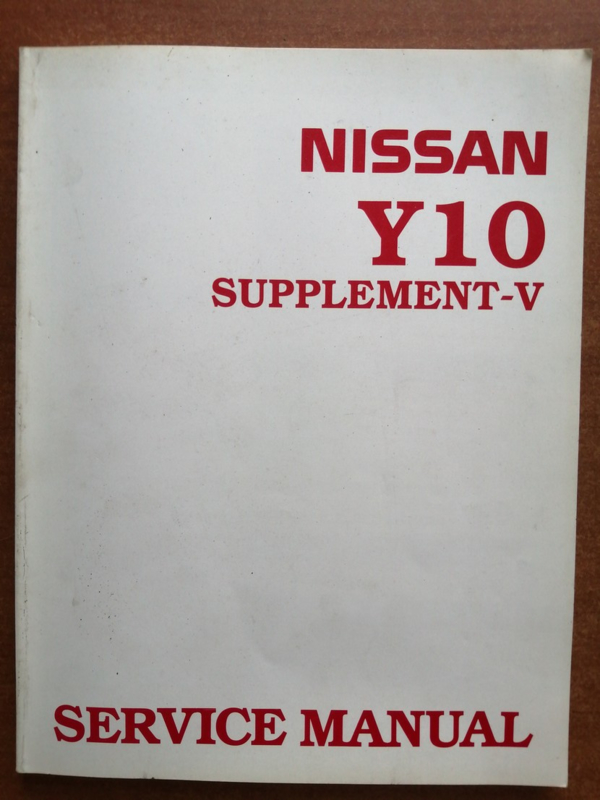 NISSAN
Y10
SUPPLEMENT-V
SERVICE MANUAL